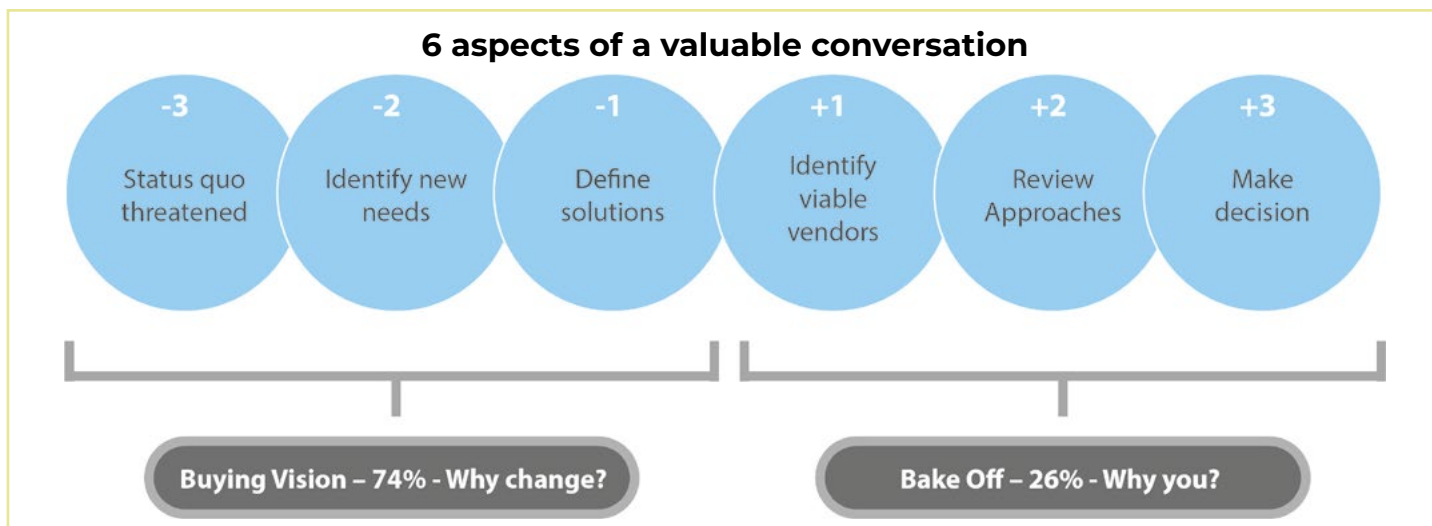 6 aspects of a valuable conversation
-3
Status quo
threatened
-2
Identify new
needs
-1
Define
solutions
+1
Identify
viable
vendors
+2
Review
Approaches
+3
Make
decision
Buying Vision – 74% - Why change?
Bake Off – 26% - Why you?